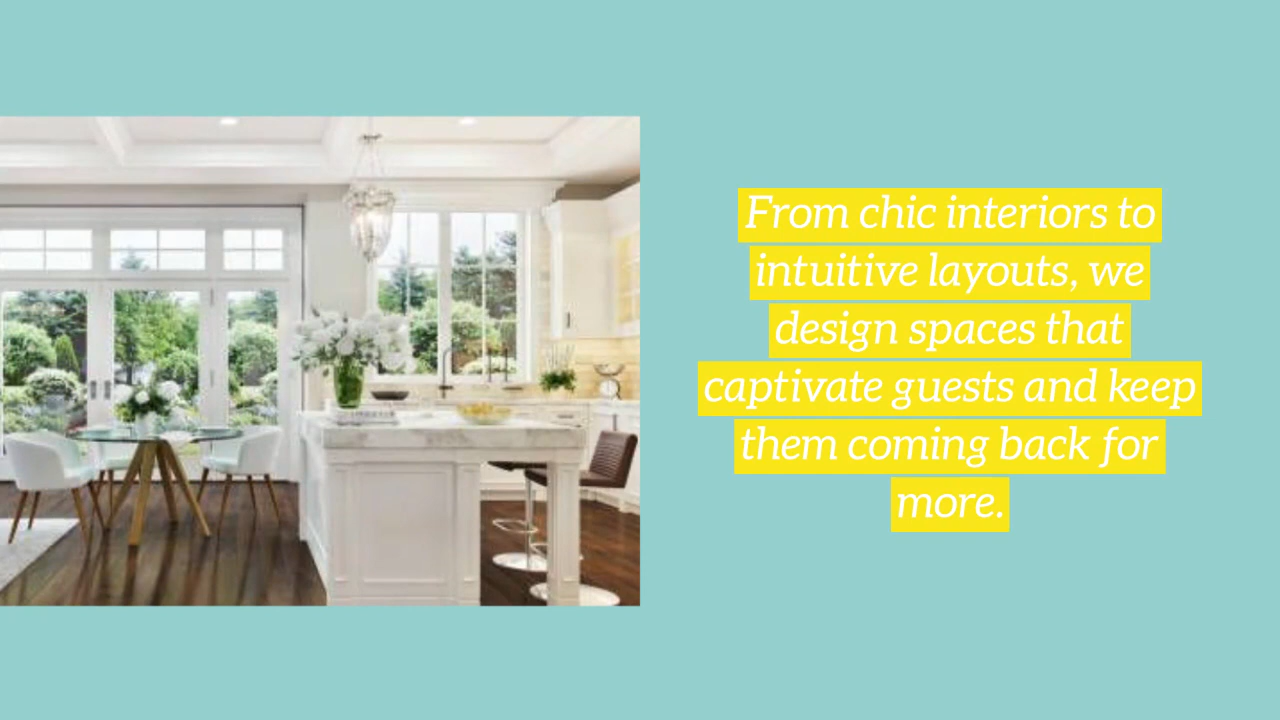 From chic interiors to
intuitive layouts, we
design spaces that
captivate guests and keep
them coming back for
more.